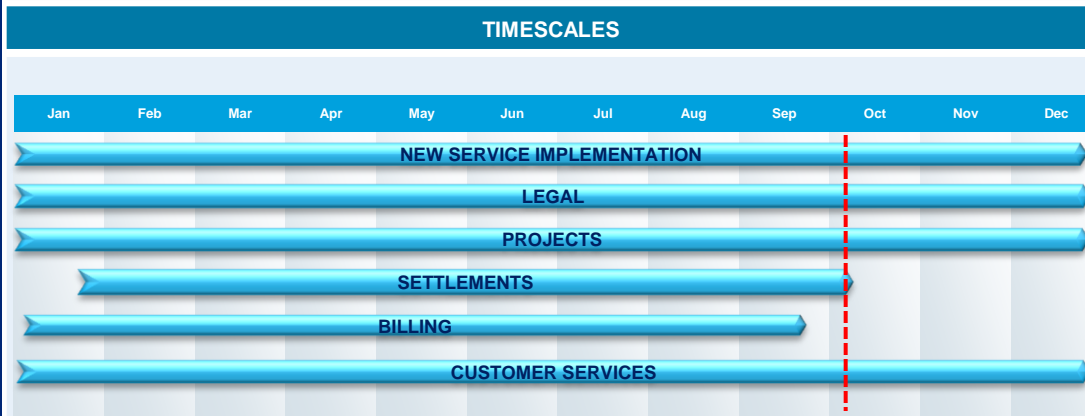 TIMESCALES
Jan Feb Mar Apr May Jun Jul Aug Sep Oct Nov Dec
NEW SERVICE IMPLEMENTATION
LEGAL
PROJECTS
SETTLEMENTS
BILLING
CUSTOMER SERVICES